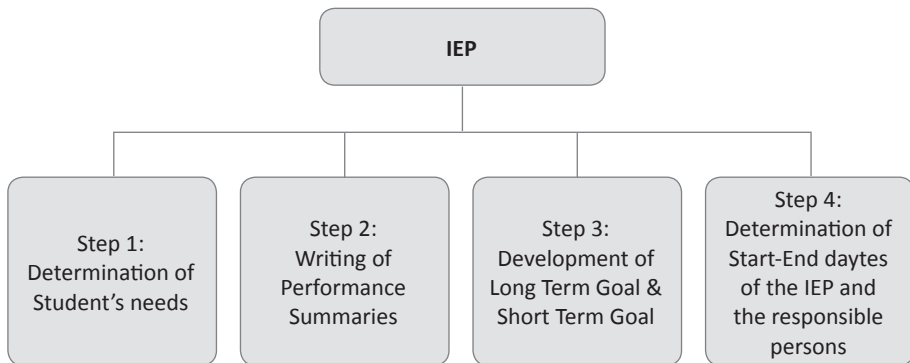 IEP
Step 1:
Determination of
Student’s needs
Step 2:
Writing of
Performance
Summaries
Step 3:
Development of
Long Term Goal &
Short Term Goal
Step 4:
Determination of
Start-End daytes
of the IEP and
the responsible
persons